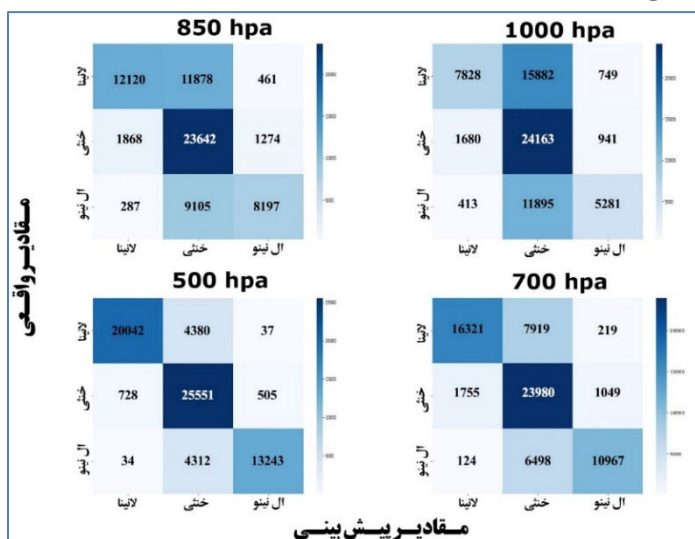 850 hpa
لانینا
12120 11878 461
خنثی
1868 23642 1274
ال نینو
287 9105 8197
لانینا خنثی ال نینو
1000 hpa
لانینا
7828 15882 749
خنثی
1680 24163 941
ال نینو
413 11895 5281
لانینا خنثی ال نینو
مقادیر واقعی
500 hpa
لانینا
20042 4380 37
خنثی
728 25551 505
ال نینو
34 4312 13243
لانینا خنثی ال نینو
700 hpa
لانینا
16321 7919 219
خنثی
1755 23980 1049
ال نینو
124 6498 10967
لانینا خنثی ال نینو
مقادیر پیش بینی